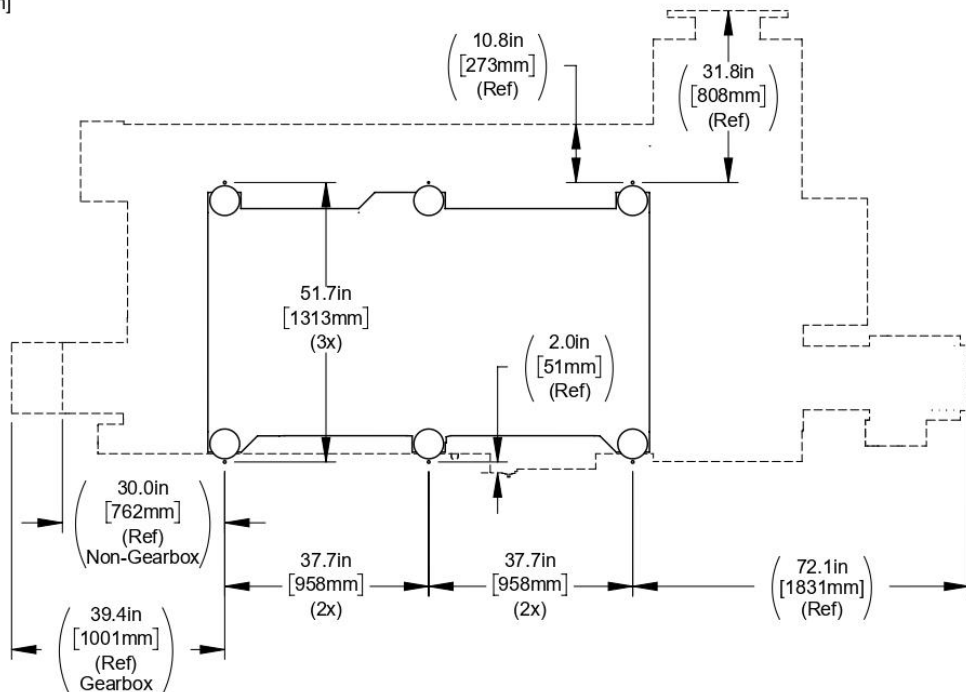 10.8in
[273mm]
(Ref)
31.8in
[808mm]
(Ref)
51.7in
[1313mm]
(3x)
2.0in
[51mm]
(Ref)
30.0in
[762mm]
(Ref)
Non-Gearbox
37.7in
[958mm]
(2x)
37.7in
[958mm]
(2x)
72.1in
[1831mm]
(Ref)
39.4in
[1001mm]
(Ref)
Gearbox